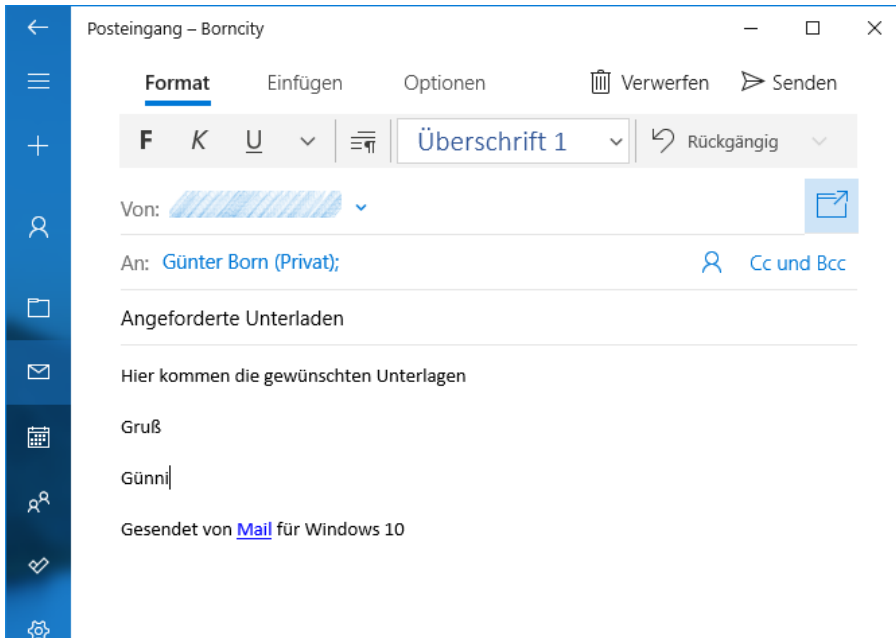 Posteingang – Borncity
Format Einfügen Optionen Verwerfen Senden
F K U Überschrift 1 Rückgängig
Von:
An: Günter Born (Privat); Cc und Bcc
Angeforderte Unterladen
Hier kommen die gewünschten Unterlagen
Gruß
Günni
Gesendet von Mail für Windows 10